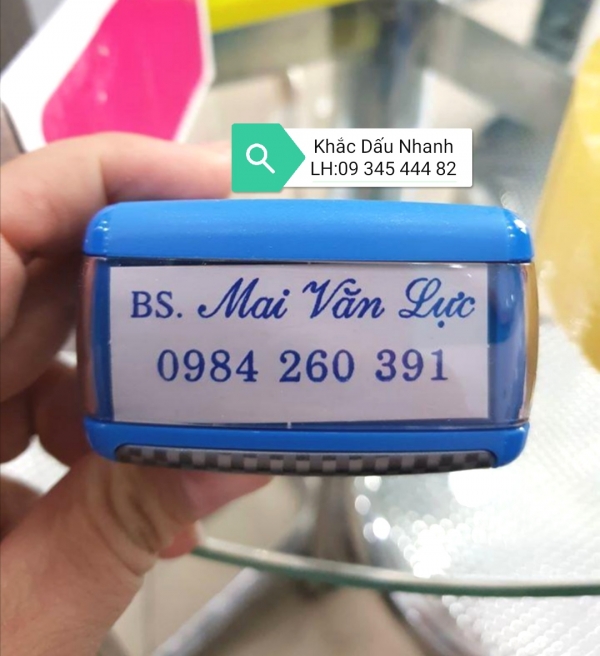 Khắc Dấu Nhanh
LH:09 345 444 82
BS. Mai Văn Lực
0984 260 391